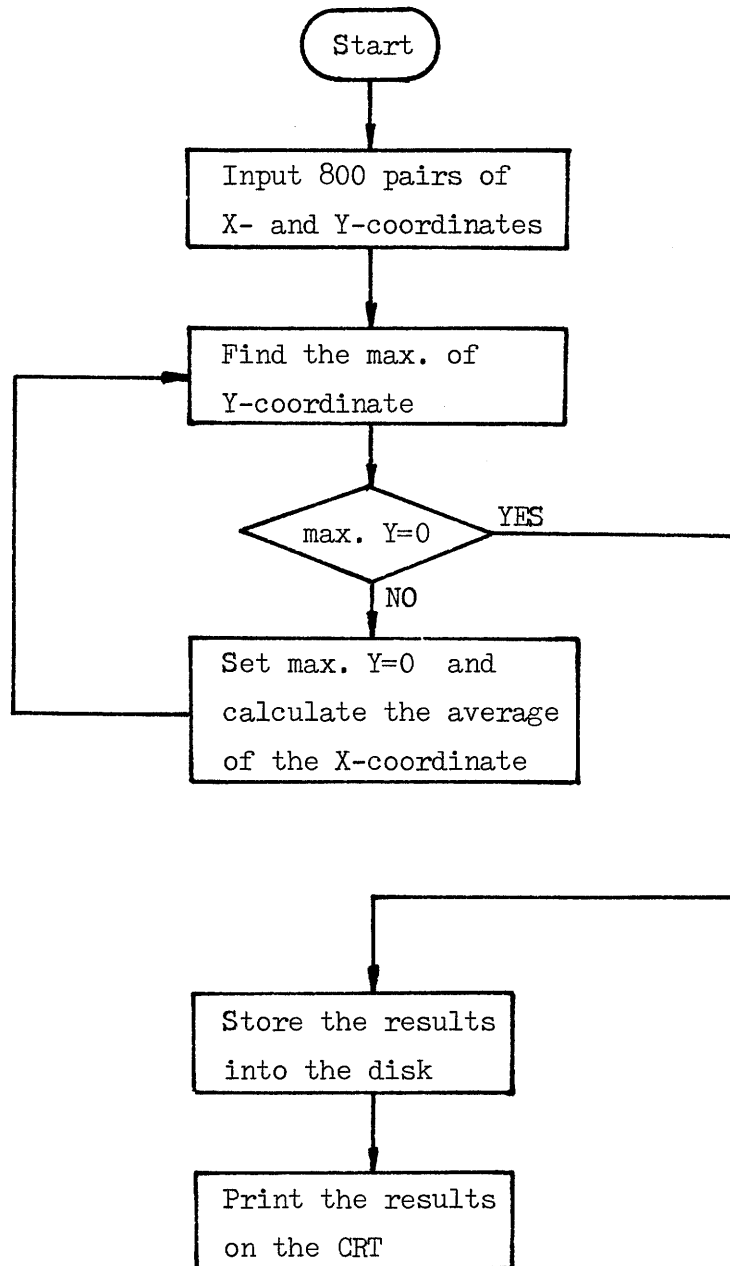 Start
Input 800 pairs of
X- and Y-coordinates
Find the max. of
Y-coordinate
max. Y=0
YES
NO
Set max. Y=0 and
calculate the average
of the X-coordinate
Store the results
into the disk
Print the results
on the CRT